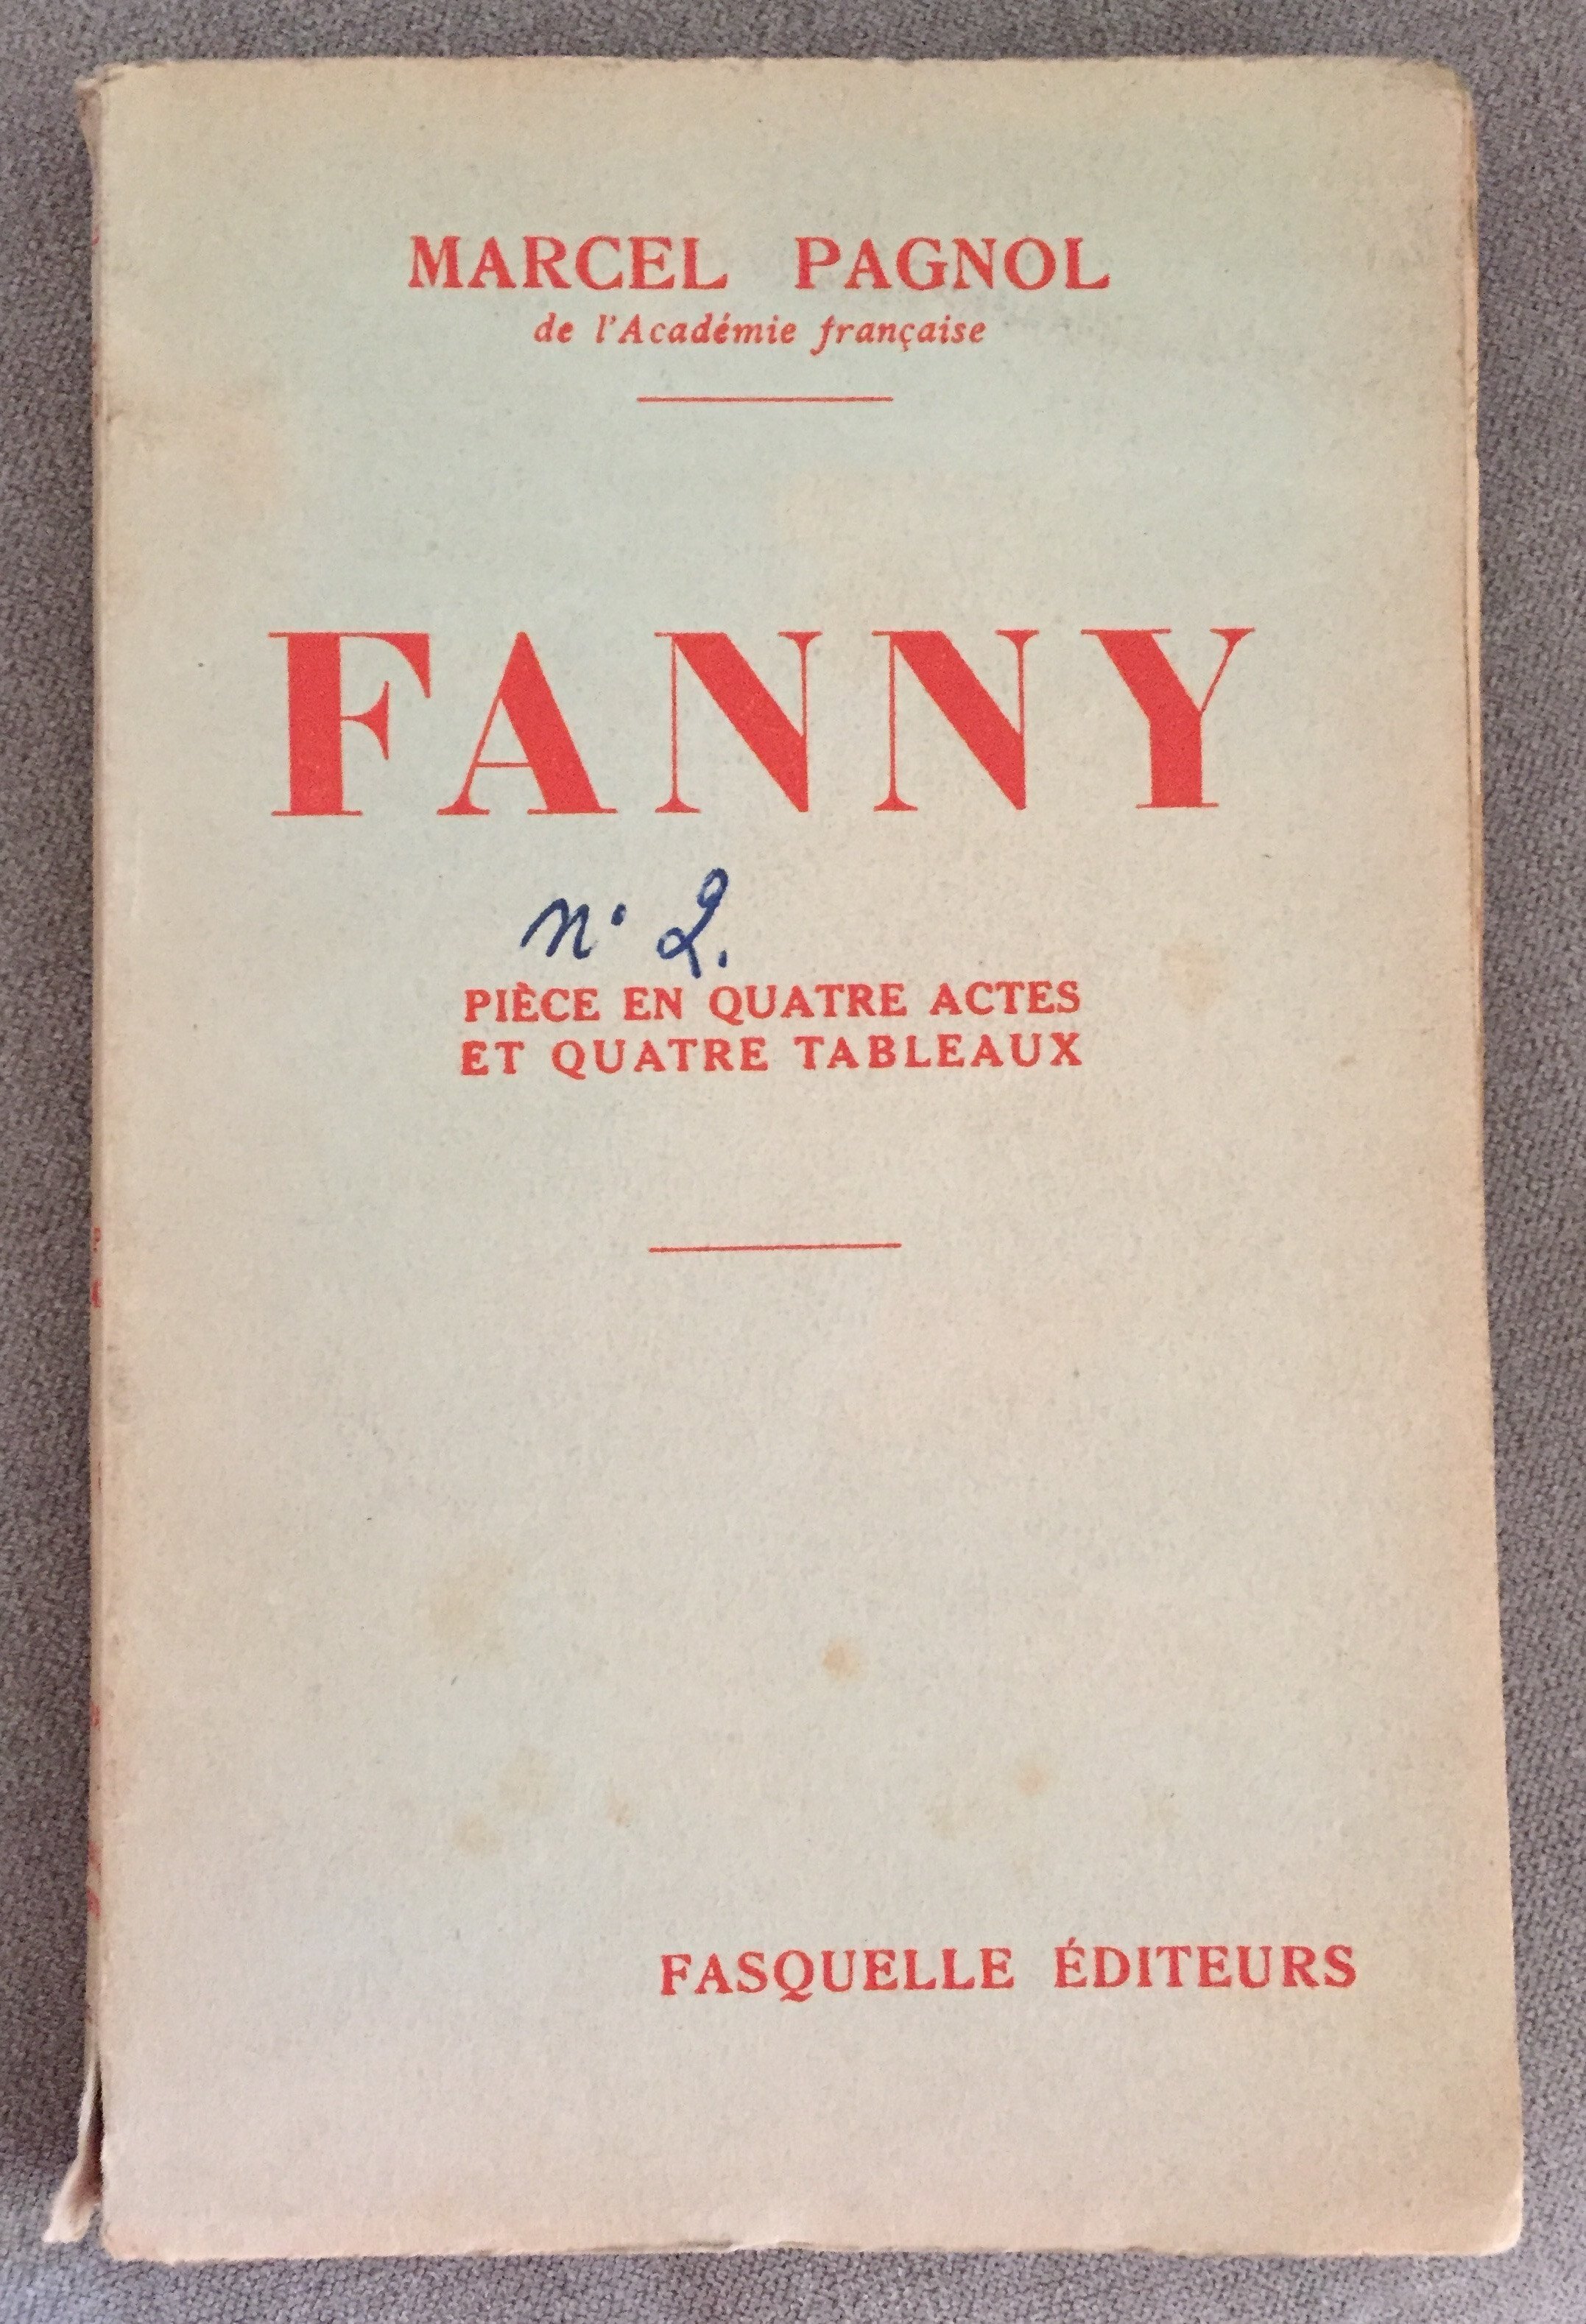 MARCEL PAGNOL
de l'Académie française
FANNY
n° 2.
PIÈCE EN QUATRE ACTES
ET QUATRE TABLEAUX
FASQUELLE ÉDITEURS